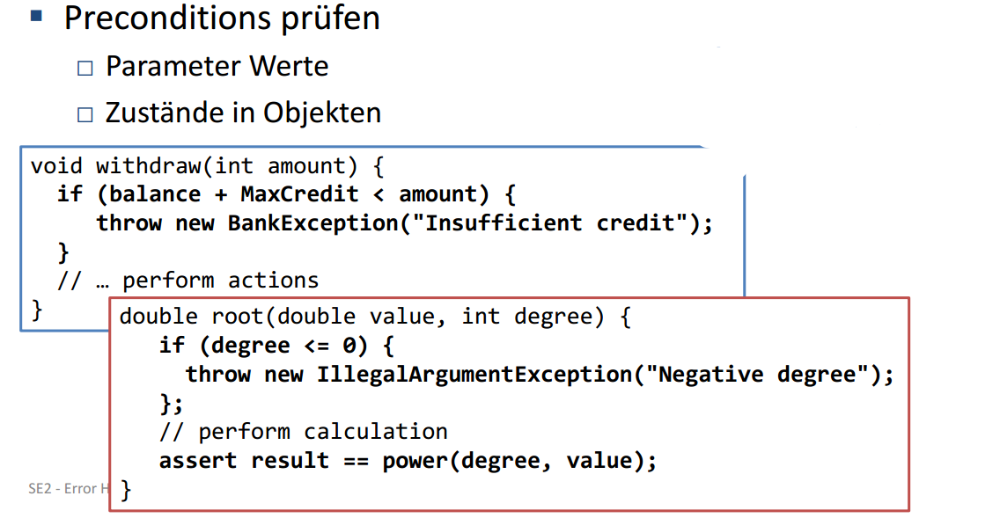 Preconditions prüfen
Parameter Werte
Zustände in Objekten
void withdraw(int amount) {
if (balance + MaxCredit < amount) {
throw new BankException("Insufficient credit");
}
// … perform actions
}
double root(double value, int degree) {
if (degree <= 0) {
throw new IllegalArgumentException("Negative degree");
};
// perform calculation
assert result == power(degree, value);
}
SE2 - Error H